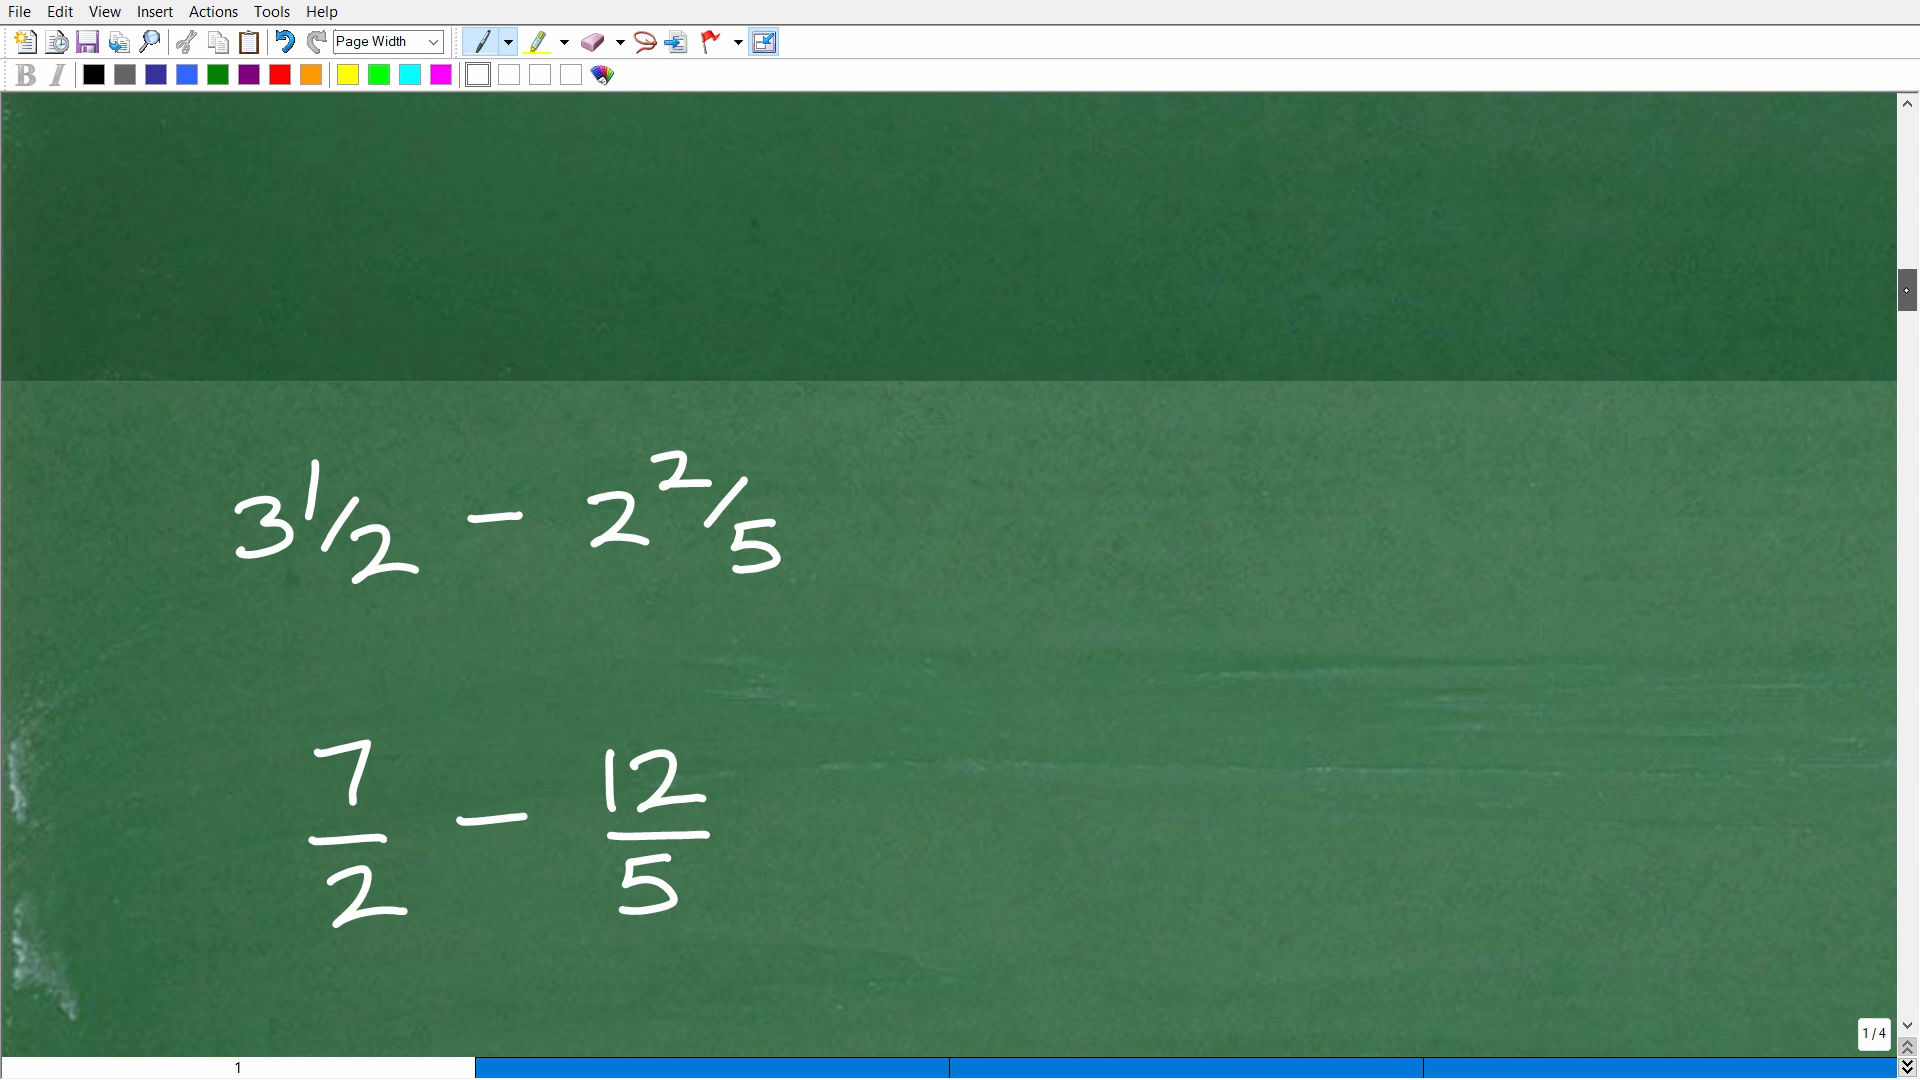 File Edit View Insert Actions Tools Help
Page Width
B I
3 1/2 - 2 2/5
7/2 - 12/5
1 / 4
1